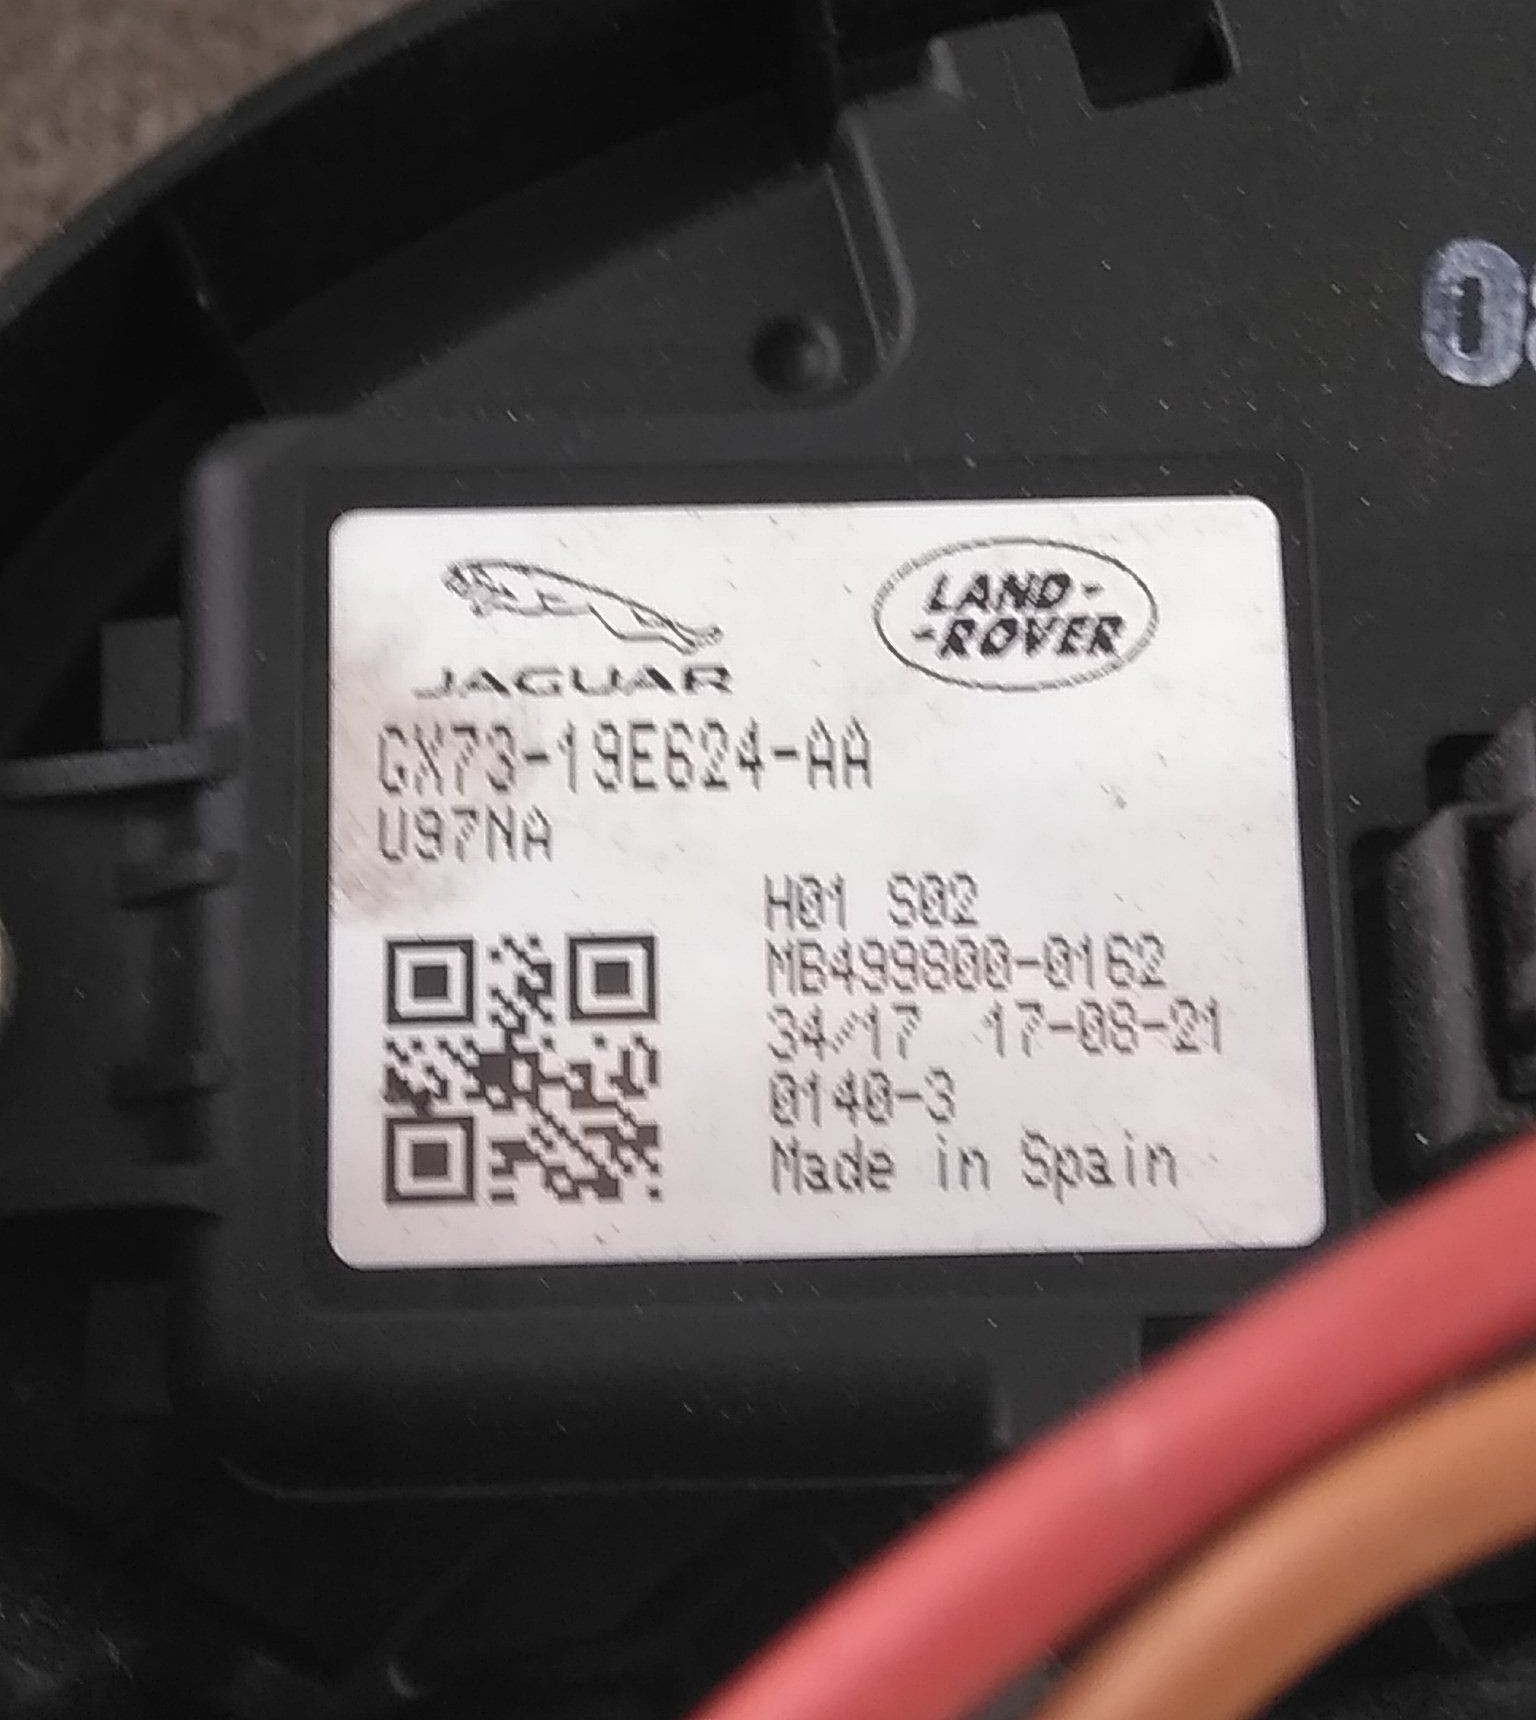 JAGUAR
LAND-
-ROVER
GX73-19E624-AA
U97NA
H01 S02
MB499800-0162
34/17 17-08-21
0140-3
Made in Spain